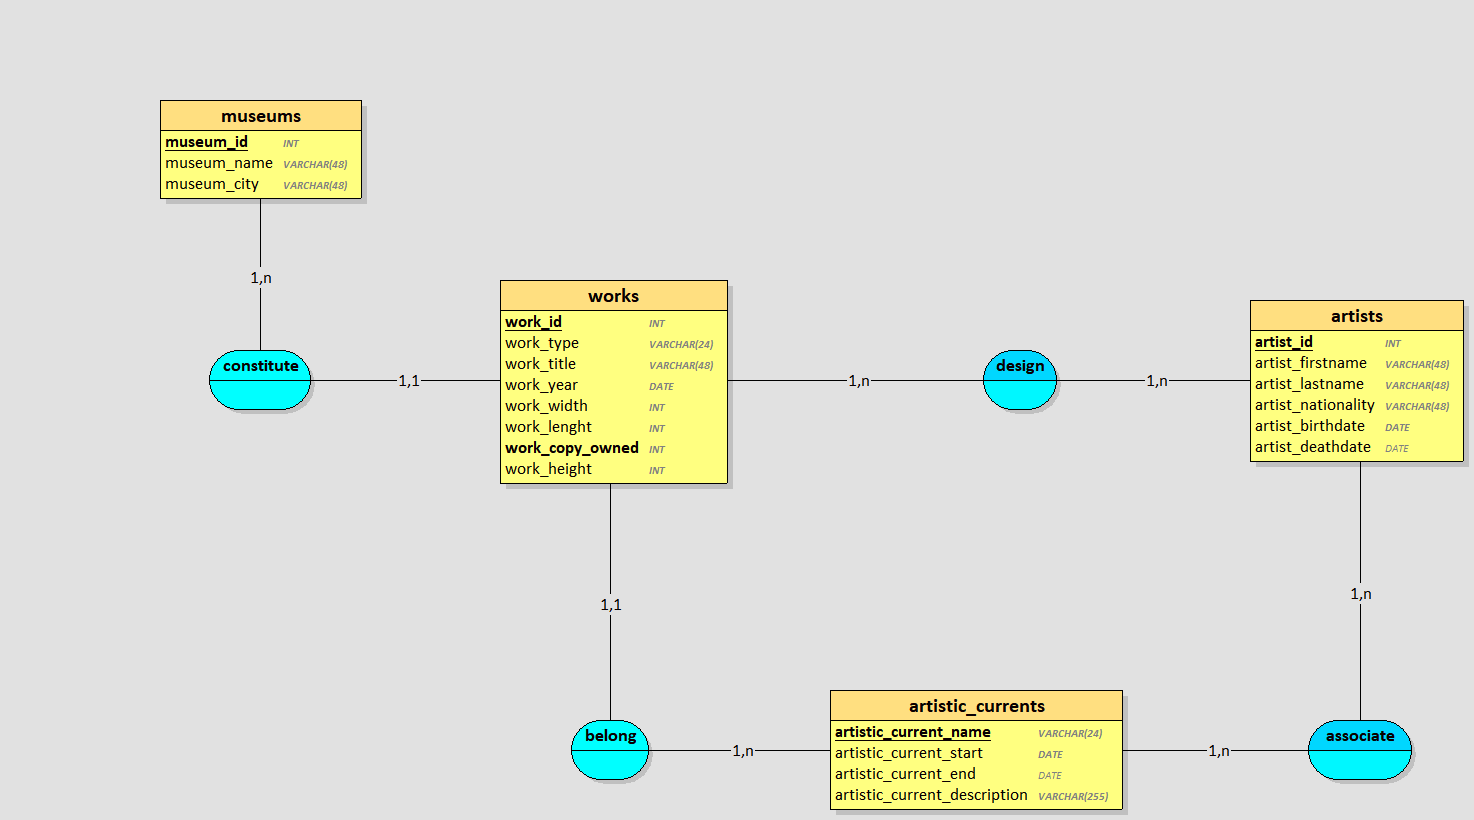 museums
museum_id INT
museum_name VARCHAR(48)
museum_city VARCHAR(48)
1,n
constitute
1,1
works
work_id INT
work_type VARCHAR(24)
work_title VARCHAR(48)
work_year DATE
work_width INT
work_lenght INT
work_copy_owned INT
work_height INT
1,n
design
1,n
artists
artist_id INT
artist_firstname VARCHAR(48)
artist_lastname VARCHAR(48)
artist_nationality VARCHAR(48)
artist_birthdate DATE
artist_deathdate DATE
1,1
1,n
belong
1,n
artistic_currents
artistic_current_name VARCHAR(24)
artistic_current_start DATE
artistic_current_end DATE
artistic_current_description VARCHAR(255)
1,n
associate